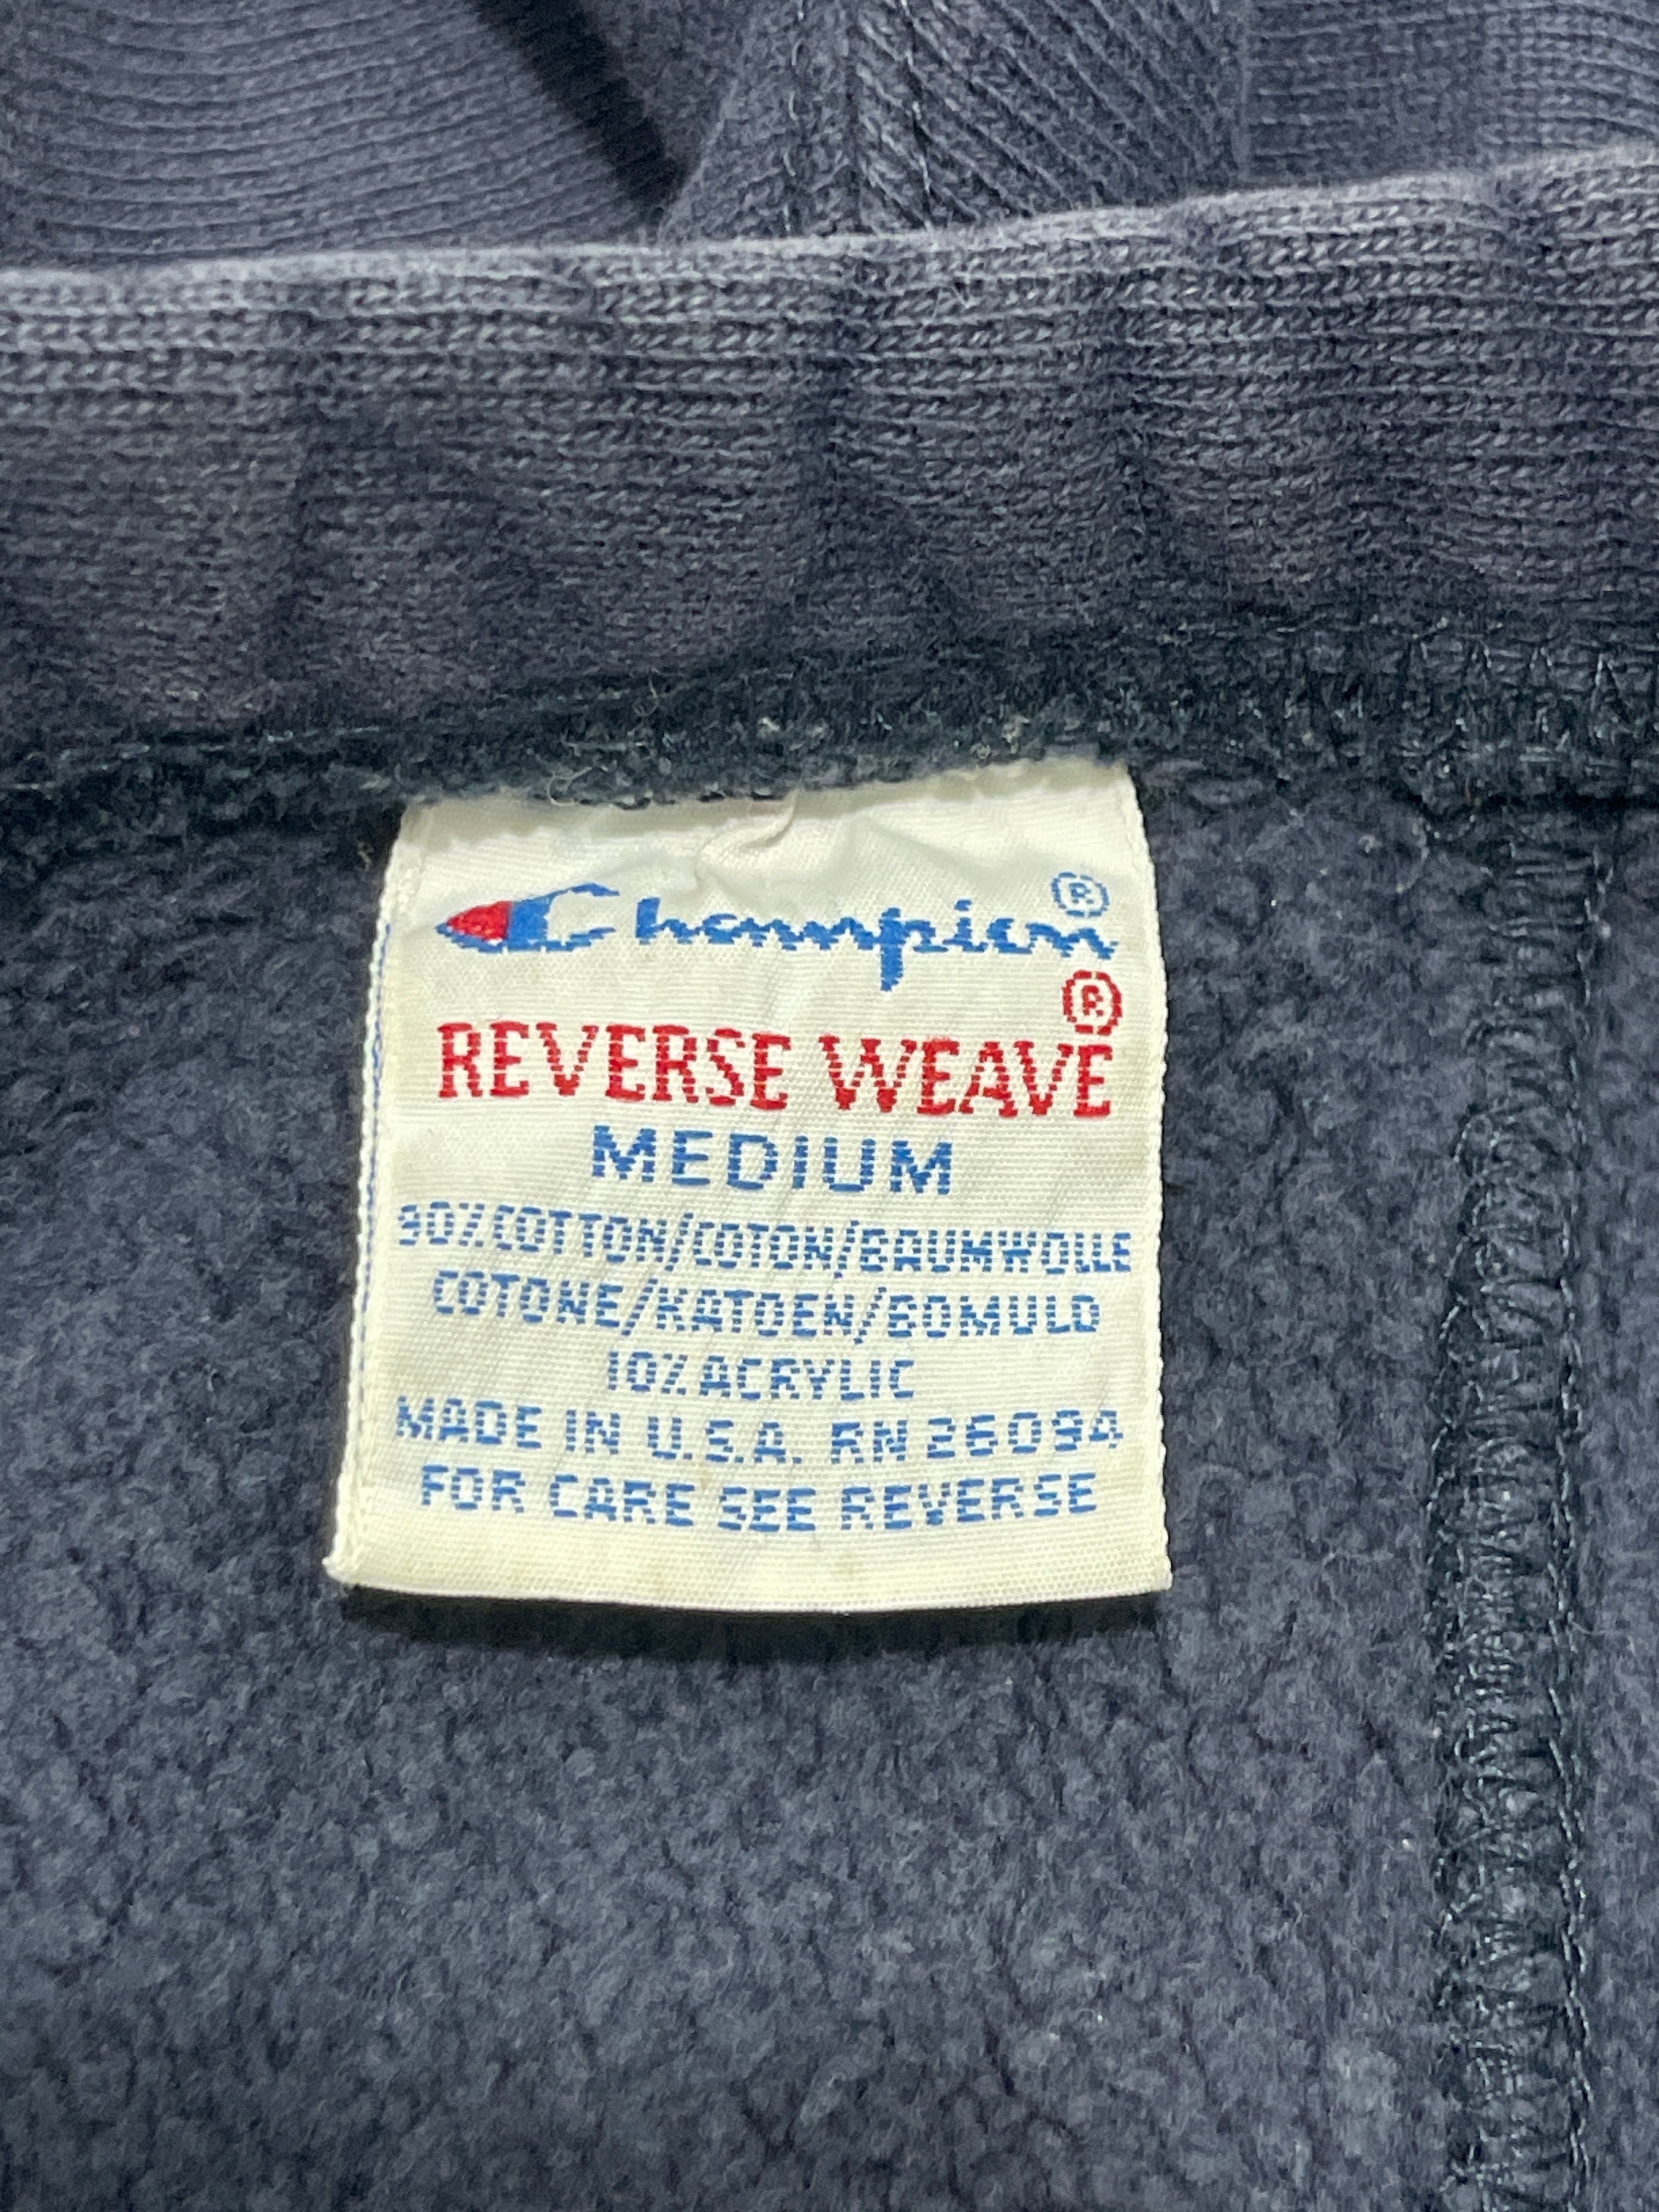 Champion®
®
REVERSE WEAVE
MEDIUM
90% COTTON/COTON/BAUMWOLLE
COTONE/KATOEN/BOMULD
10% ACRYLIC
MADE IN U.S.A. RN 26094
FOR CARE SEE REVERSE